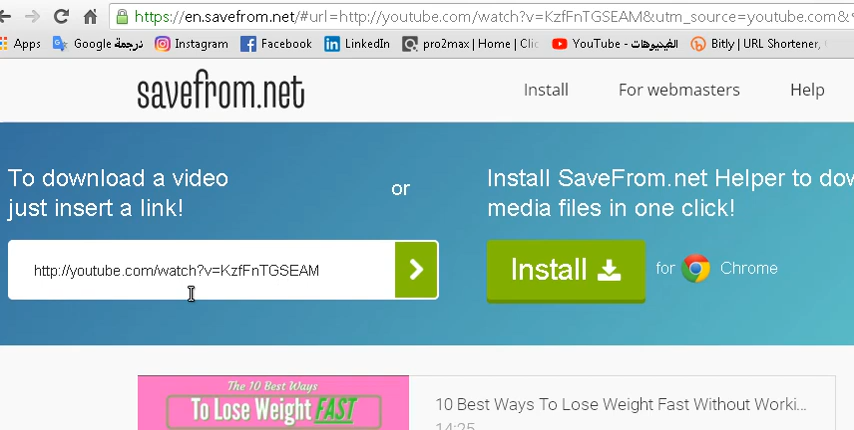 https://en.savefrom.net/#url=http://youtube.com/watch?v=KzfFnTGSEAM&utm_source=youtube.com&
Apps Google ترجمة Instagram Facebook LinkedIn pro2max | Home | Clic YouTube - الفيديوهات Bitly | URL Shortener,
savefrom.net Install For webmasters Help
To download a video
just insert a link!
or
Install SaveFrom.net Helper to dow
media files in one click!
http://youtube.com/watch?v=KzfFnTGSEAM
Install for Chrome
The 10 Best Ways
To Lose Weight FAST
10 Best Ways To Lose Weight Fast Without Worki...
14:25